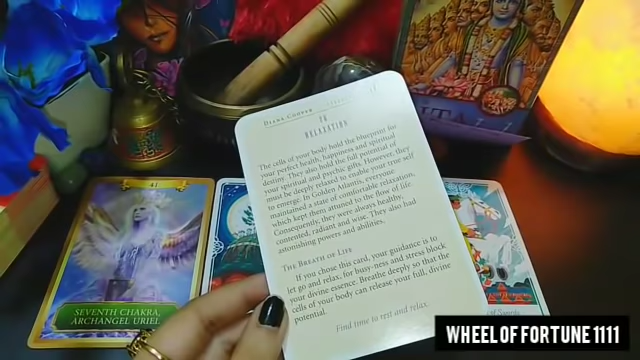 DIANA COOPER
20
RELAXATION
The cells of your body hold the blueprint for
your perfect health, happiness and spiritual
destiny. They also hold the full potential of
your spiritual and psychic gifts. However, they
must be deeply relaxed to enable your true self
to emerge. In Golden Atlantis, everyone
maintained a state of comfortable relaxation,
which kept them attuned to the flow of life.
Consequently, they were always healthy,
contented, radiant and wise. They also had
astonishing powers and abilities.
THE BREATH OF LIFE
If you chose this card, your guidance is to
let go and relax, for busy-ness and stress block
your divine essence. Breathe deeply so that the
cells of your body can release your full, divine
potential.
Find time to rest and relax.
41
SEVENTH CHAKRA,
ARCHANGEL URIEL
of Swords
WHEEL OF FORTUNE 1111